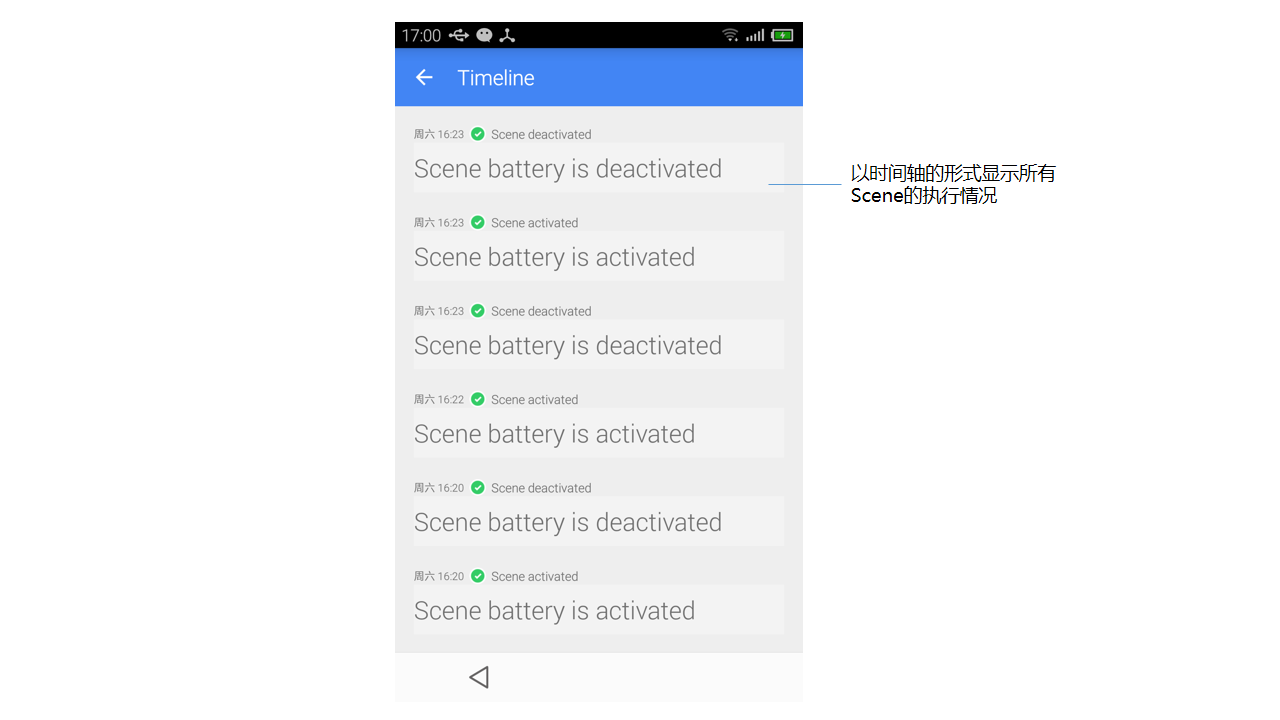 17:00
Timeline
周六 16:23 Scene deactivated
Scene battery is deactivated
以时间轴的形式显示所有
Scene的执行情况
周六 16:23 Scene activated
Scene battery is activated
周六 16:23 Scene deactivated
Scene battery is deactivated
周六 16:22 Scene activated
Scene battery is activated
周六 16:20 Scene deactivated
Scene battery is deactivated
周六 16:20 Scene activated
Scene battery is activated